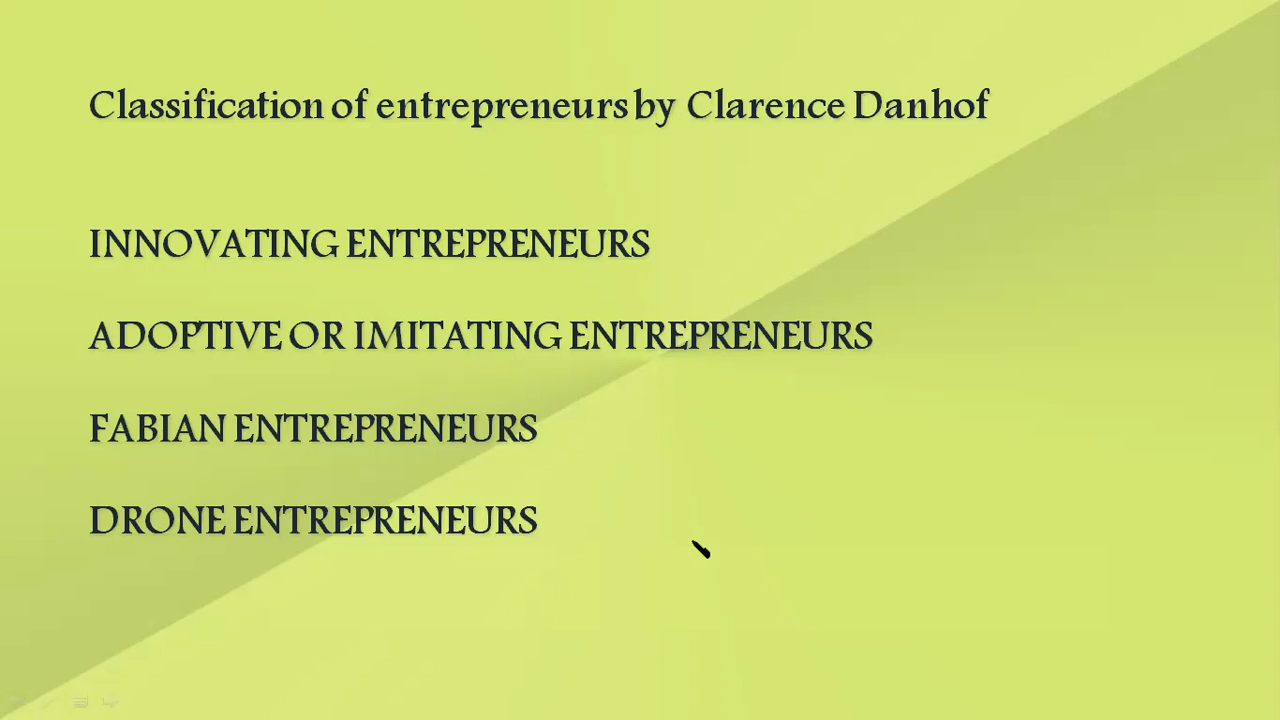 Classification of entrepreneurs by Clarence Danhof
INNOVATING ENTREPRENEURS
ADOPTIVE OR IMITATING ENTREPRENEURS
FABIAN ENTREPRENEURS
DRONE ENTREPRENEURS